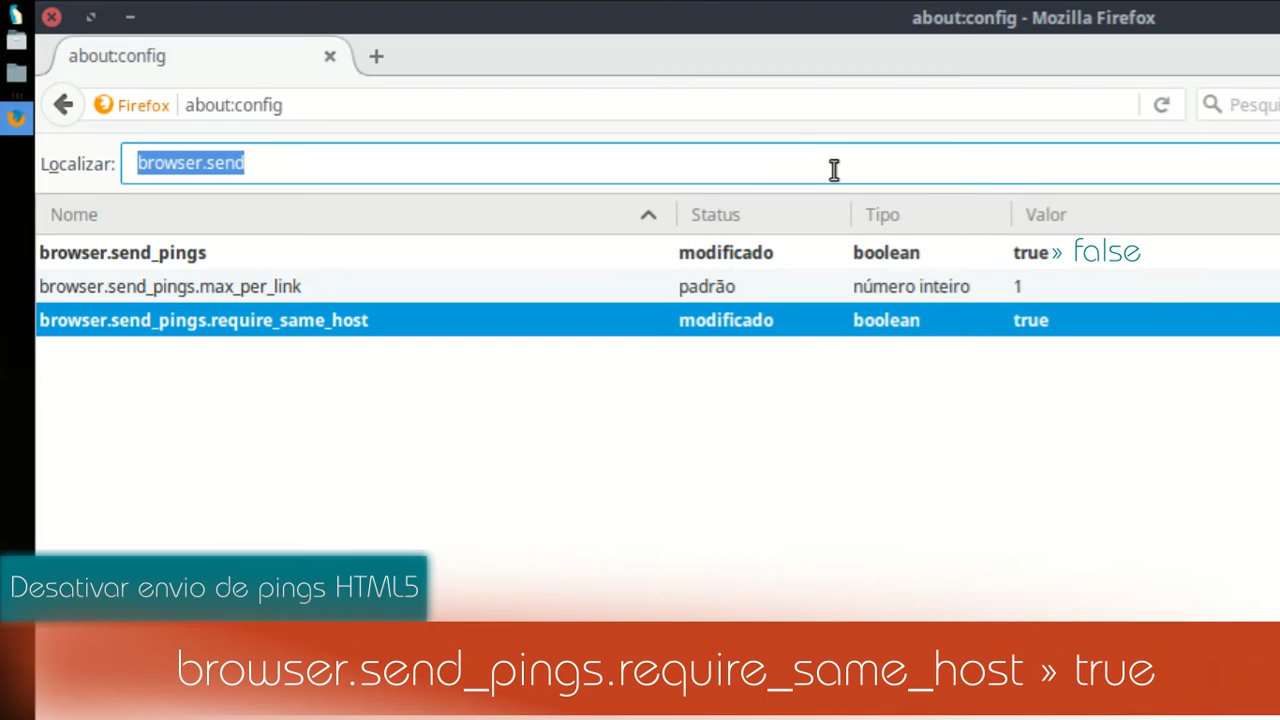 about:config - Mozilla Firefox
about:config
Firefox about:config Pesqui
Localizar: browser.send
Nome Status Tipo Valor
browser.send_pings modificado boolean true » false
browser.send_pings.max_per_link padrão número inteiro 1
browser.send_pings.require_same_host modificado boolean true
Desativar envio de pings HTML5
browser.send_pings.require_same_host » true